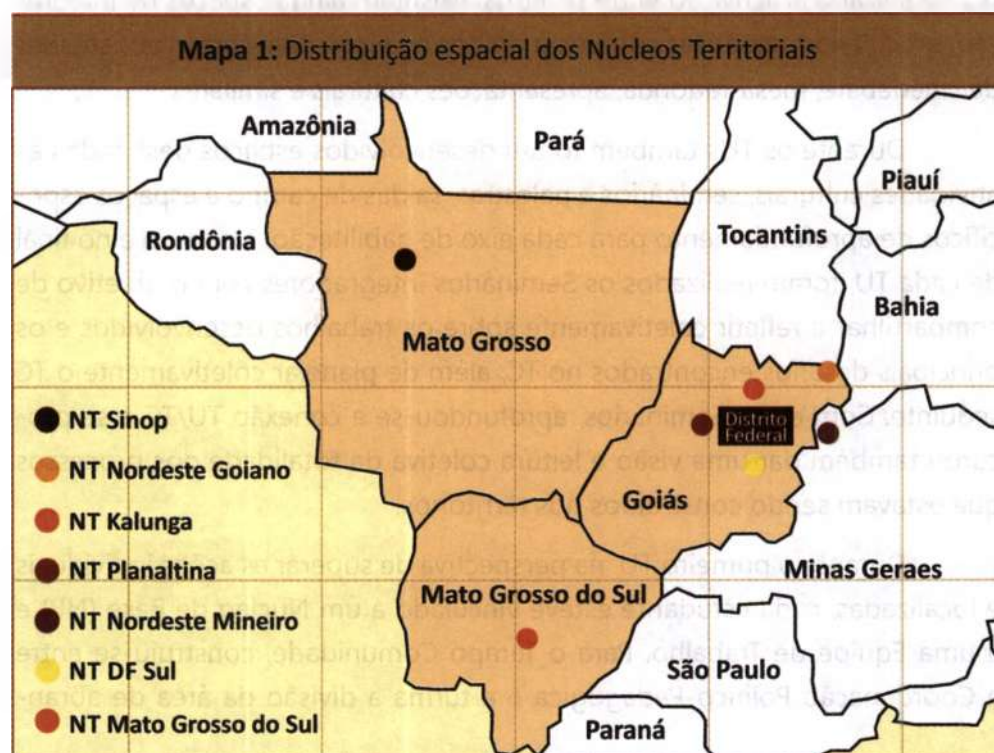 Mapa 1: Distribuição espacial dos Núcleos Territoriais
Amazônia
Pará
Piauí
Rondônia
Tocantins
Bahia
Mato Grosso
Distrito
Federal
Goiás
Minas Geraes
Mato Grosso do Sul
São Paulo
Paraná
NT Sinop
NT Nordeste Goiano
NT Kalunga
NT Planaltina
NT Nordeste Mineiro
NT DF Sul
NT Mato Grosso do Sul